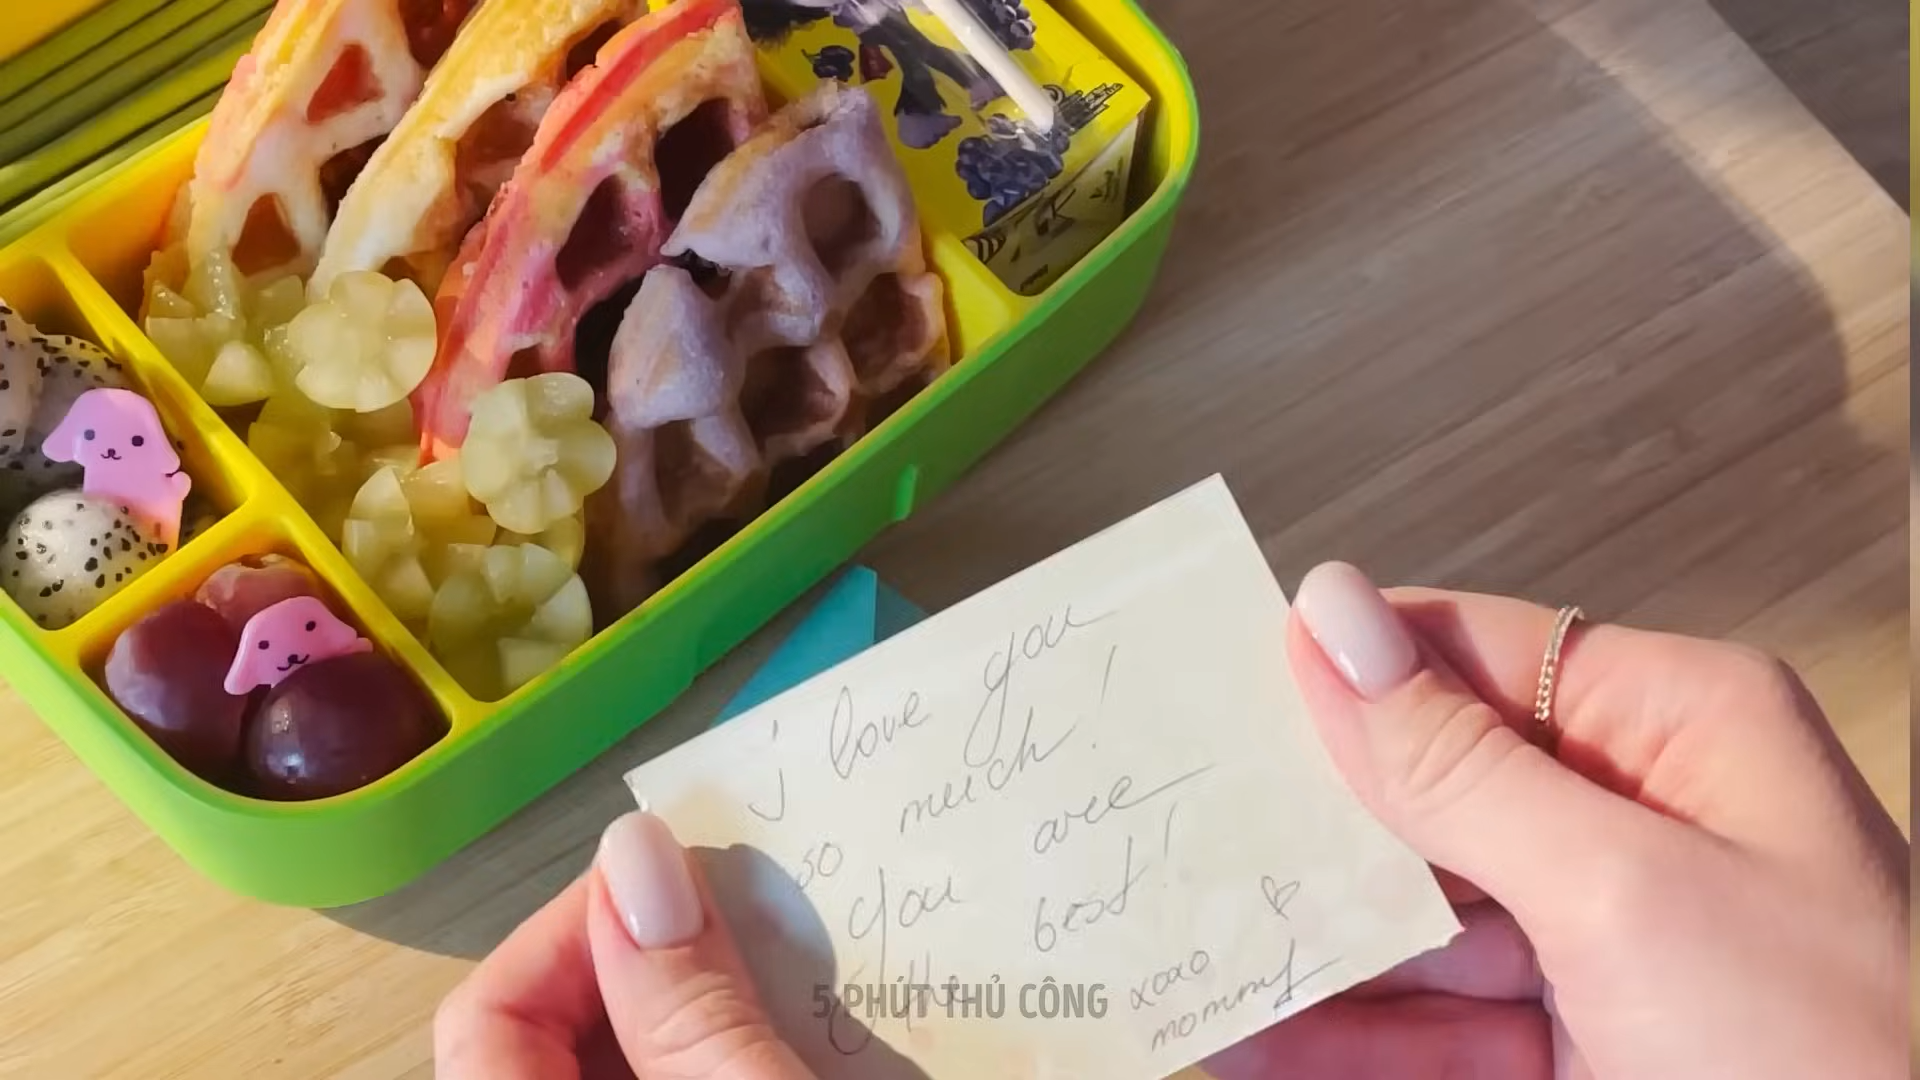 i love you
so much!
You are
the best!
xoxo
mommy
5 PHÚT THỦ CÔNG